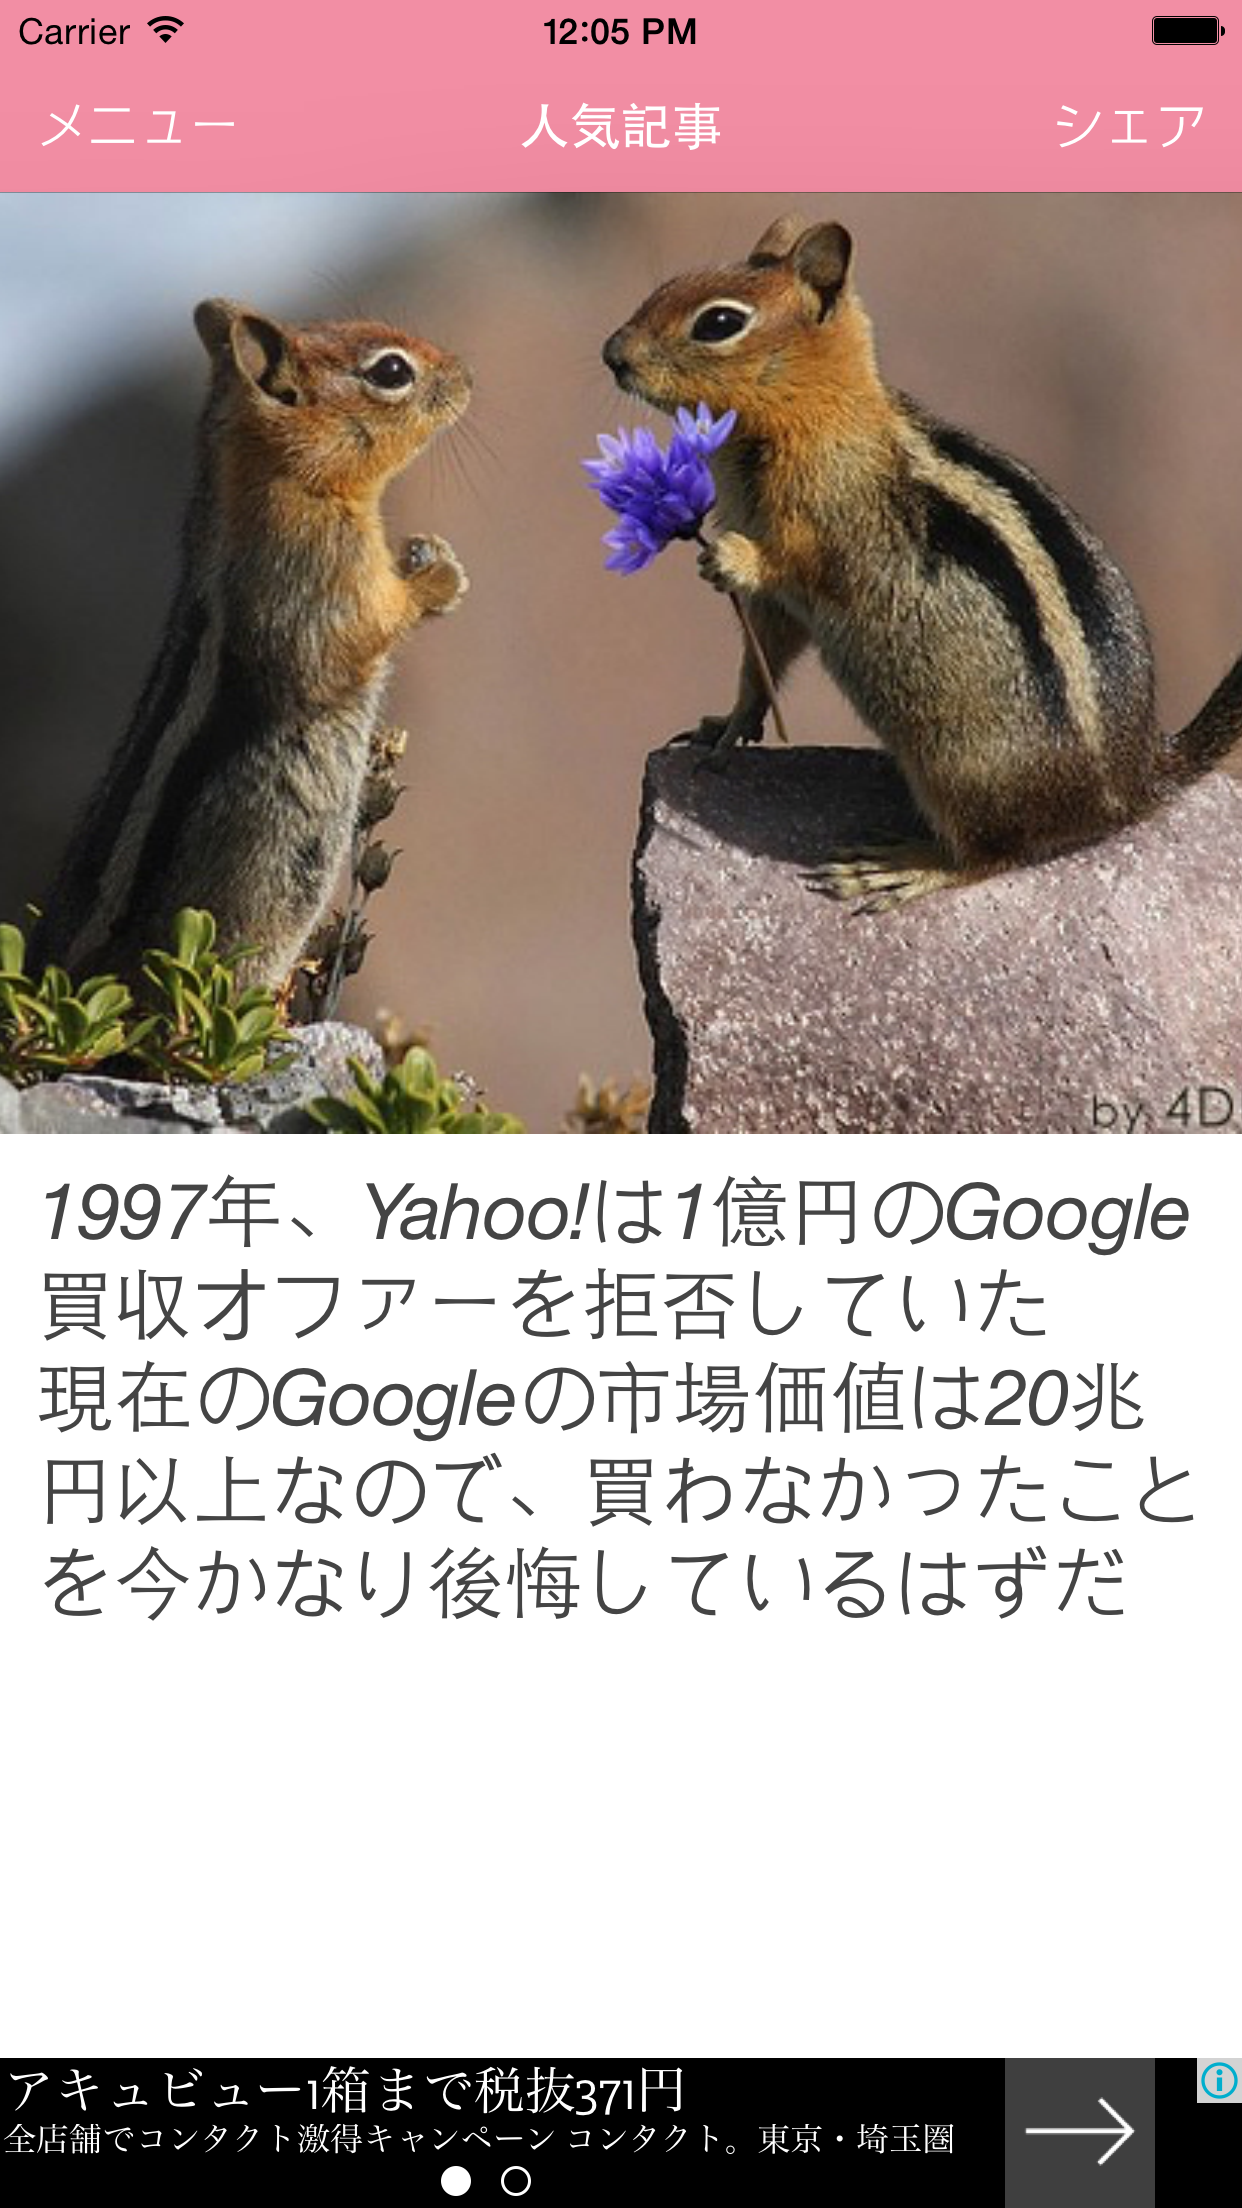 Carrier 12:05 PM
メニュー 人気記事 シェア
by 4D
1997年、Yahoo!は1億円のGoogle
買収オファーを拒否していた
現在のGoogleの市場価値は20兆
円以上なので、買わなかったこと
を今かなり後悔しているはずだ
アキュビュー1箱まで税抜371円
全店舗でコンタクト激得キャンペーン コンタクト。東京・埼玉圏